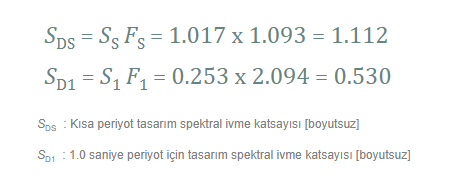 S_DS = S_S F_S = 1.017 x 1.093 = 1.112
S_D1 = S_1 F_1 = 0.253 x 2.094 = 0.530
S_DS : Kısa periyot tasarım spektral ivme katsayısı [boyutsuz]
S_D1 : 1.0 saniye periyot için tasarım spektral ivme katsayısı [boyutsuz]